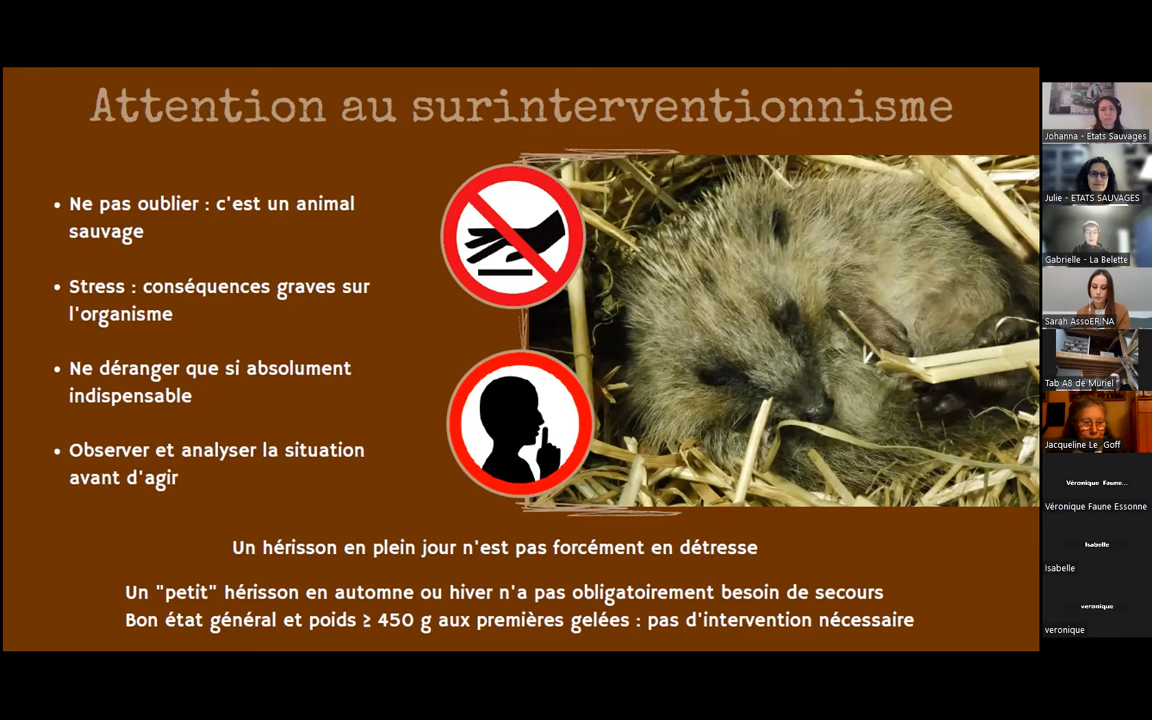 Attention au surinterventionnisme
• Ne pas oublier : c'est un animal
sauvage
• Stress : conséquences graves sur
l'organisme
• Ne déranger que si absolument
indispensable
• Observer et analyser la situation
avant d'agir
Un hérisson en plein jour n'est pas forcément en détresse
Un "petit" hérisson en automne ou hiver n'a pas obligatoirement besoin de secours
Bon état général et poids ≥ 450 g aux premières gelées : pas d'intervention nécessaire
Johanna - Etats Sauvages
Julie - ETATS SAUVAGES
Gabrielle - La Belette
Sarah AssoERINA
Tab A8 de Muriel
Jacqueline Le Goff
Véronique Faune...
Véronique Faune Essonne
Isabelle
Isabelle
veronique
veronique